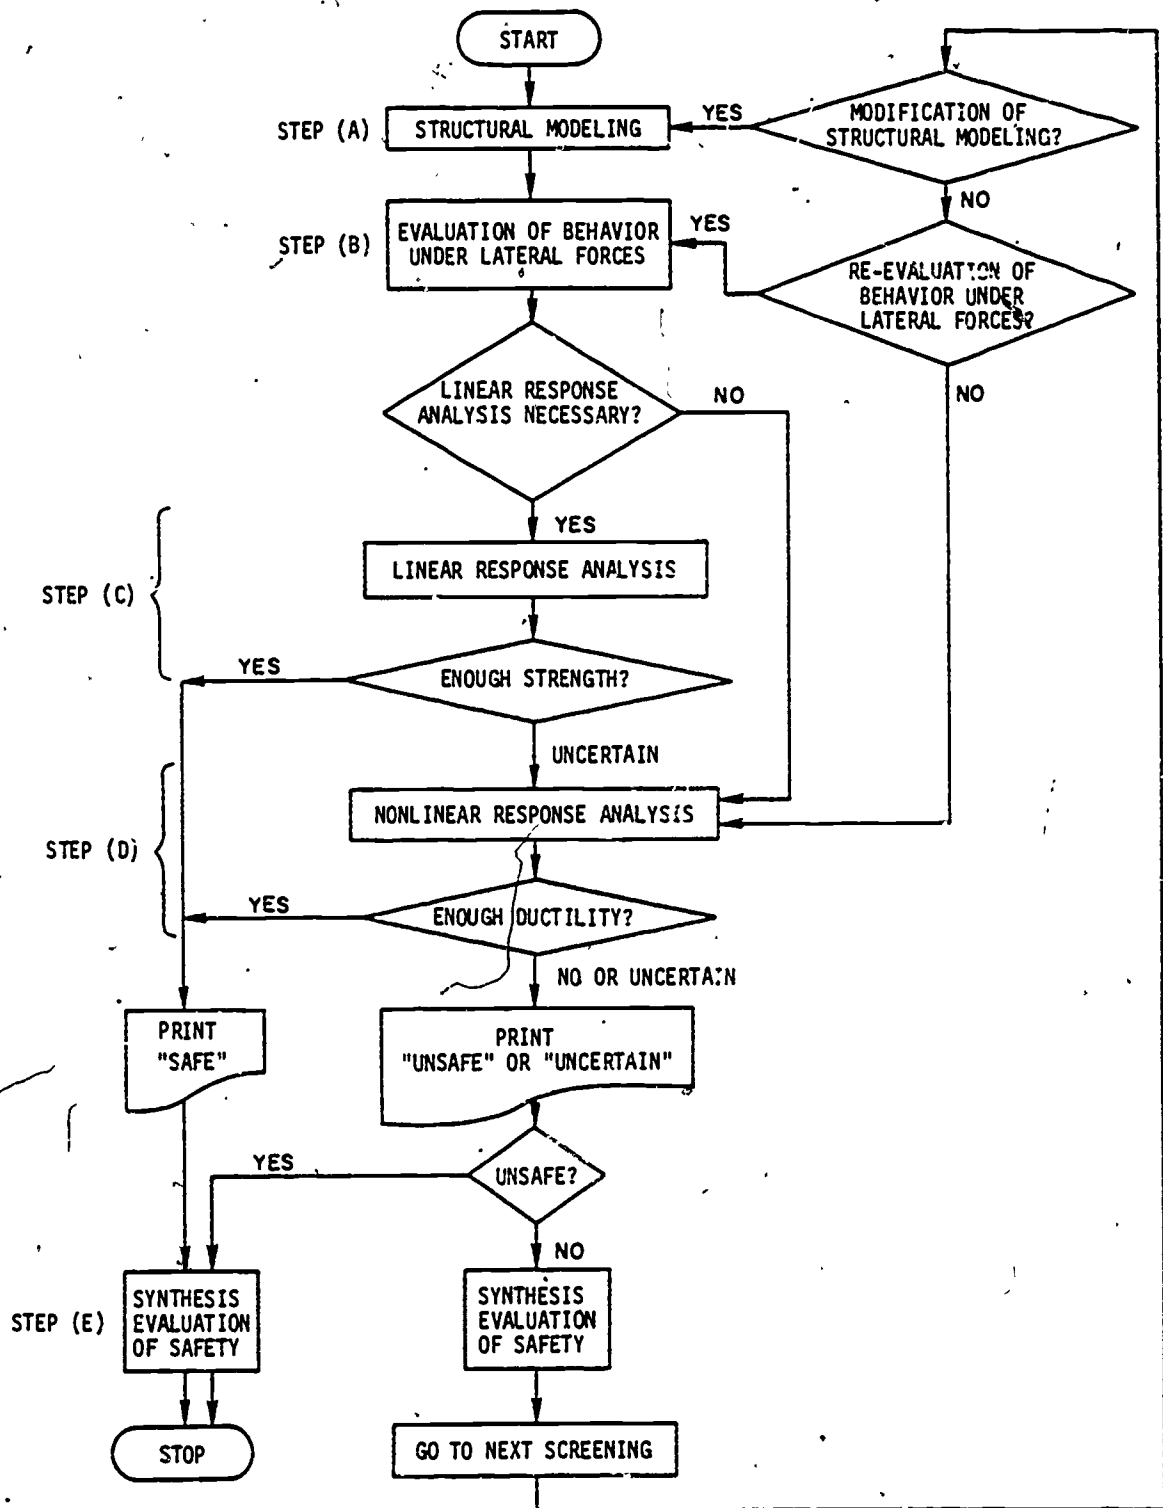 START
STEP (A)
STRUCTURAL MODELING
YES
MODIFICATION OF
STRUCTURAL MODELING?
NO
STEP (B)
EVALUATION OF BEHAVIOR
UNDER LATERAL FORCES
YES
RE-EVALUATION OF
BEHAVIOR UNDER
LATERAL FORCES?
NO
LINEAR RESPONSE
ANALYSIS NECESSARY?
NO
YES
STEP (C)
LINEAR RESPONSE ANALYSIS
YES
ENOUGH STRENGTH?
UNCERTAIN
STEP (D)
NONLINEAR RESPONSE ANALYSIS
YES
ENOUGH DUCTILITY?
NO OR UNCERTAIN
PRINT
"SAFE"
PRINT
"UNSAFE" OR "UNCERTAIN"
YES
UNSAFE?
NO
STEP (E)
SYNTHESIS
EVALUATION
OF SAFETY
SYNTHESIS
EVALUATION
OF SAFETY
STOP
GO TO NEXT SCREENING